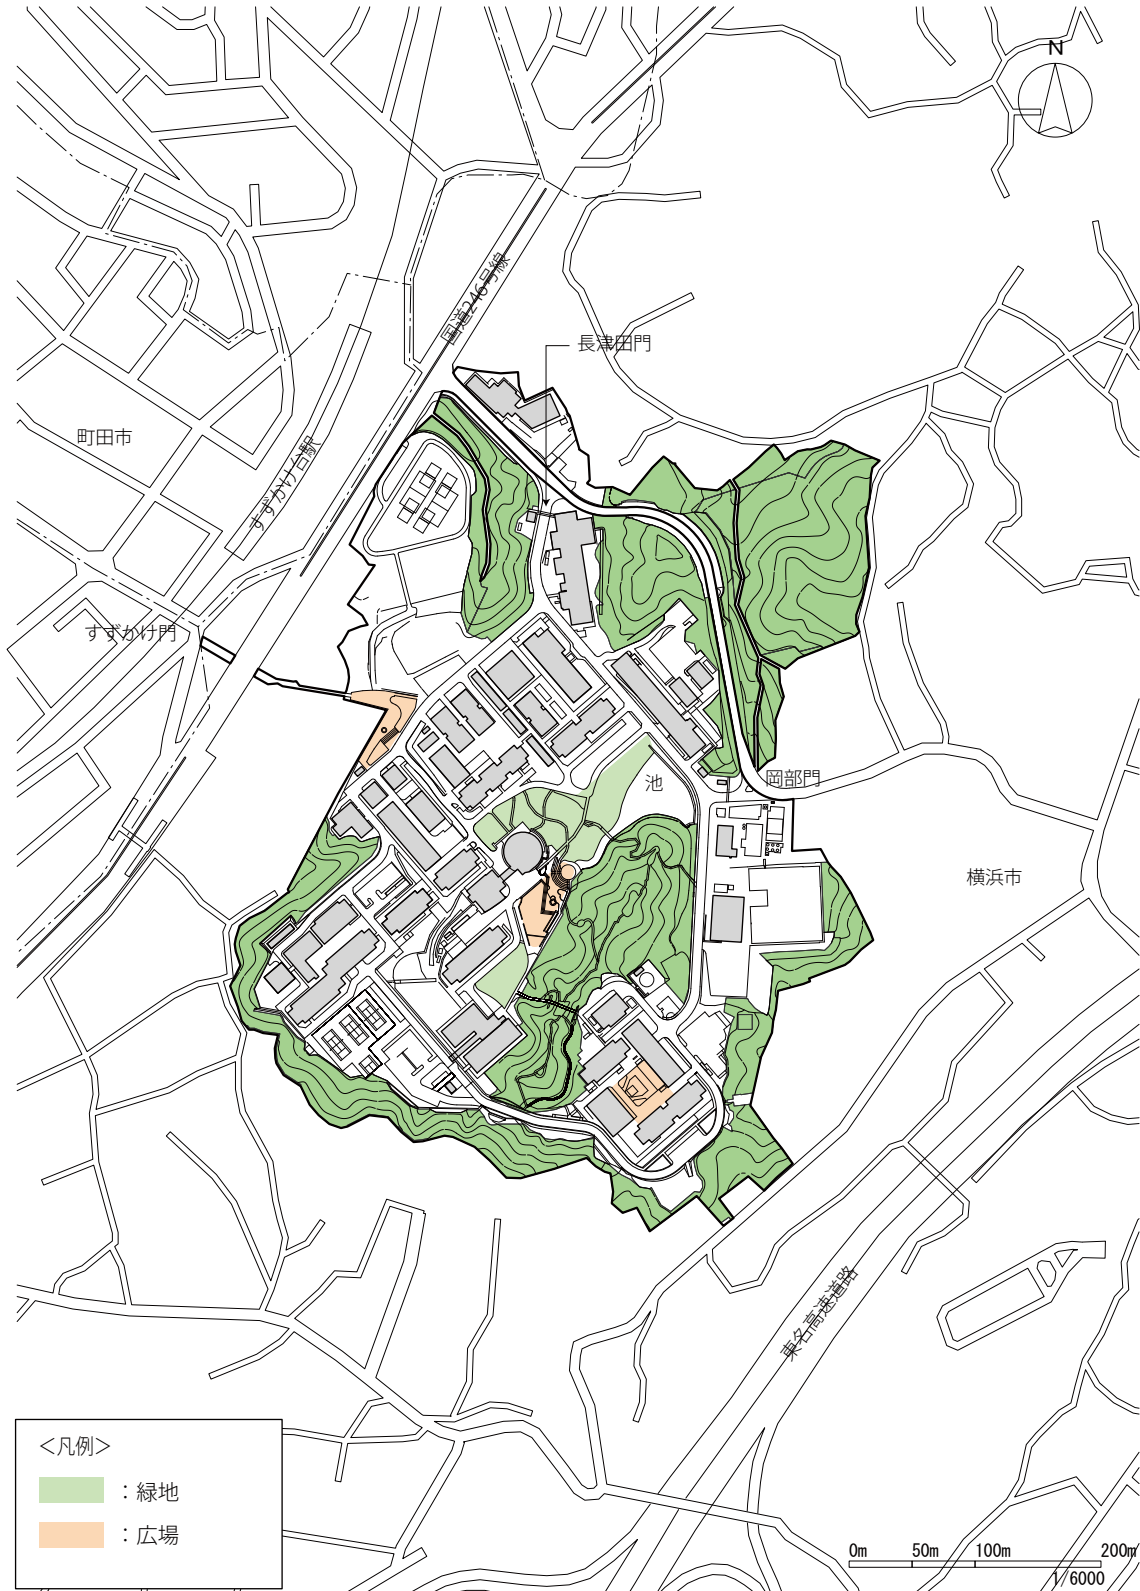 N
国道246号線
長津田門
町田市
すずかけ台駅
すずかけ門
池
岡部門
横浜市
東名高速道路
＜凡例＞
：緑地
：広場
0m 50m 100m 200m
1/6000